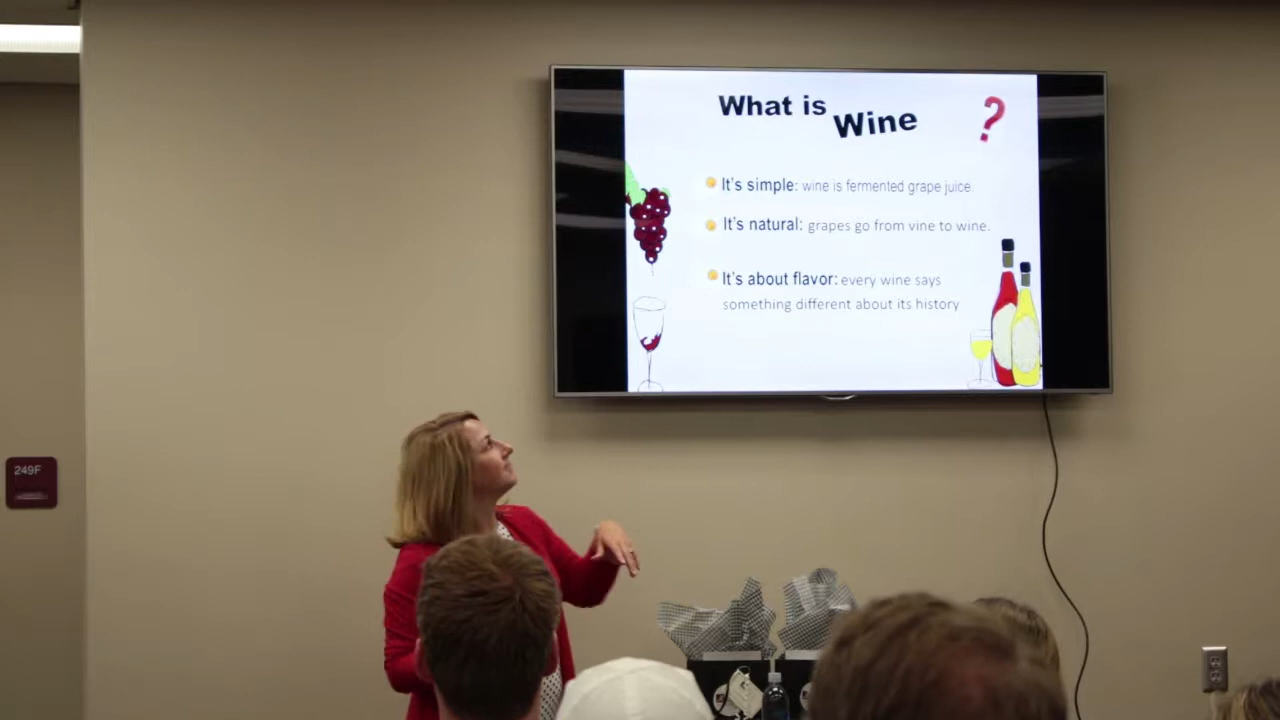 What is Wine ?
It's simple: wine is fermented grape juice.
It's natural: grapes go from vine to wine.
It's about flavor: every wine says
something different about its history
249F